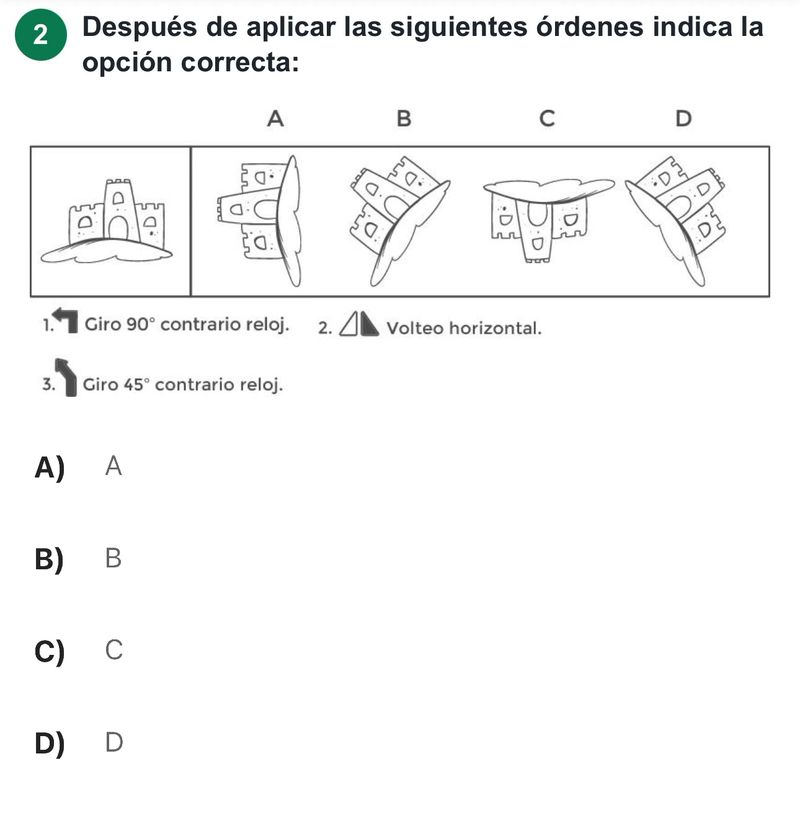 2 Después de aplicar las siguientes órdenes indica la
opción correcta:
A B C D
1. Giro 90° contrario reloj. 2. Volteo horizontal.
3. Giro 45° contrario reloj.
A) A
B) B
C) C
D) D